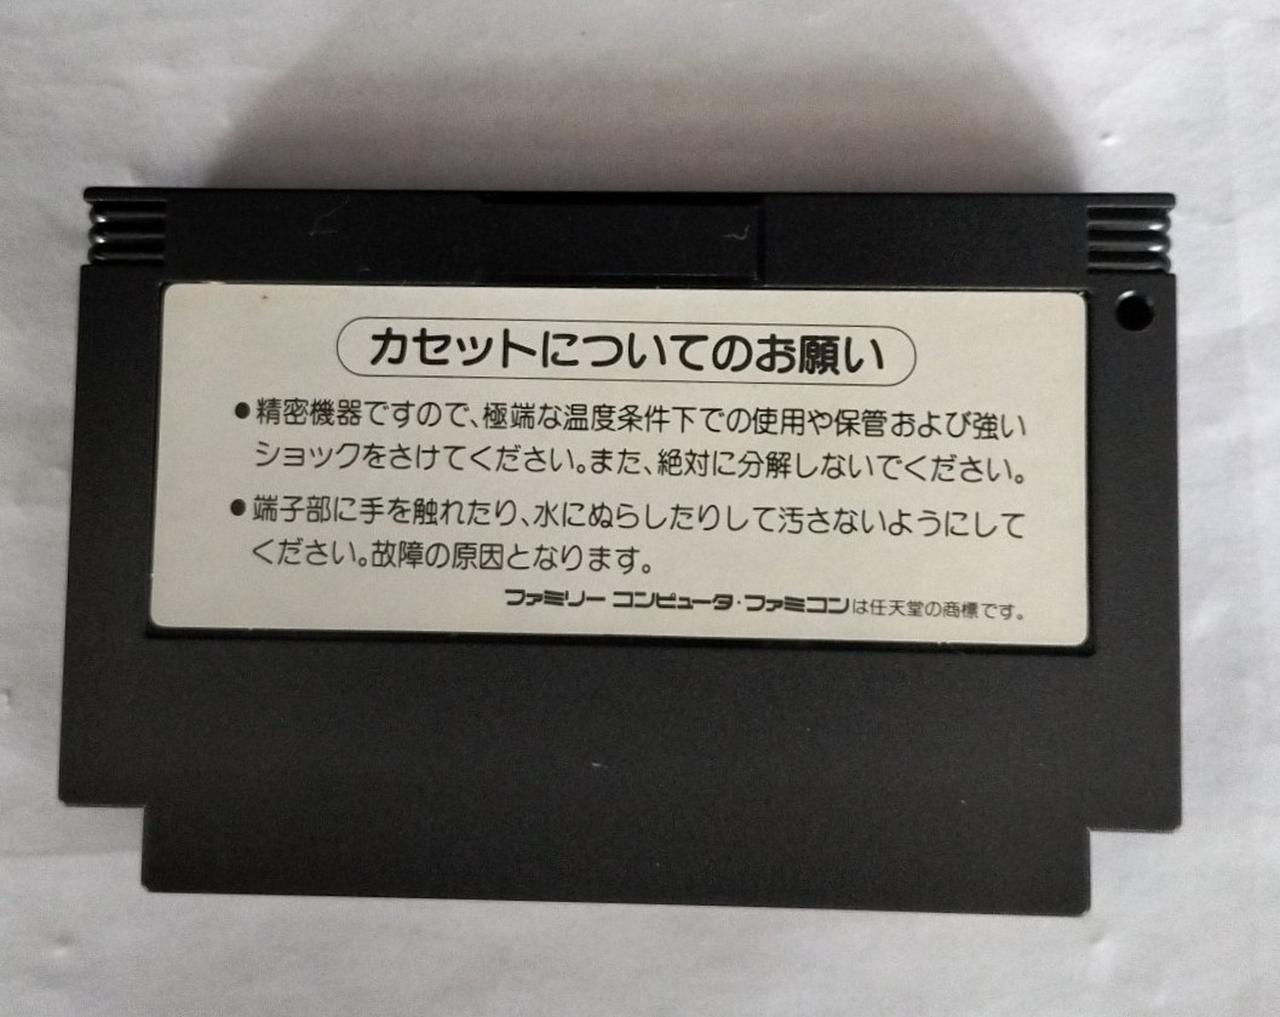 カセットについてのお願い
●精密機器ですので、極端な温度条件下での使用や保管および強い
ショックをさけてください。また、絶対に分解しないでください。
●端子部に手を触れたり、水にぬらしたりして汚さないようにして
ください。故障の原因となります。
ファミリー コンピュータ・ファミコンは任天堂の商標です。